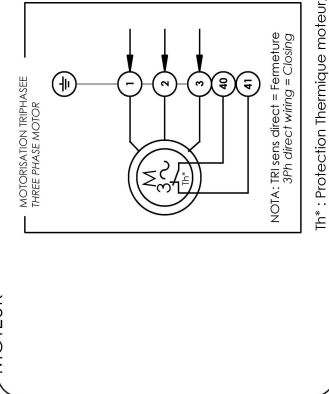 MOTORISATION TRIPHASEE
THREE PHASE MOTOR
1
2
3
40
41
M
3~
Th*
NOTA: TRI sens direct = Fermeture
3Ph direct wiring = Closing
Th* : Protection Thermique moteur,